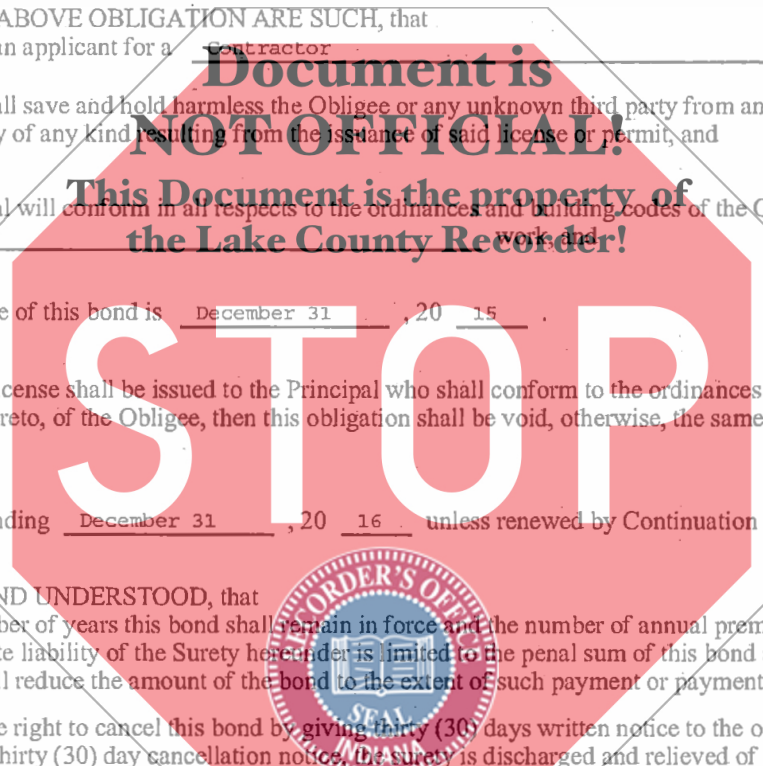 ABOVE OBLIGATION ARE SUCH, that
an applicant for a Contractor
Document is
all save and hold harmless the Obligee or any unknown third party from an
y of any kind resulting from the issuance of said license or permit, and
NOT OFFICIAL!
This Document is the property of
al will conform in all respects to the ordinances and building codes of the
the Lake County Recorder!
work, and
e of this bond is December 31, 20 15.
STOP
cense shall be issued to the Principal who shall conform to the ordinances
reto, of the Obligee, then this obligation shall be void, otherwise, the same
nding December 31, 20 16 unless renewed by Continuation
ND UNDERSTOOD, that
ber of years this bond shall remain in force and the number of annual prem
te liability of the Surety hereunder is limited to the penal sum of this bond
l reduce the amount of the bond to the extent of such payment or payment
e right to cancel this bond by giving thirty (30) days written notice to the o
hirty (30) day cancellation notice, the surety is discharged and relieved of
RECORDER'S OFFICE
SEAL
INDIANA